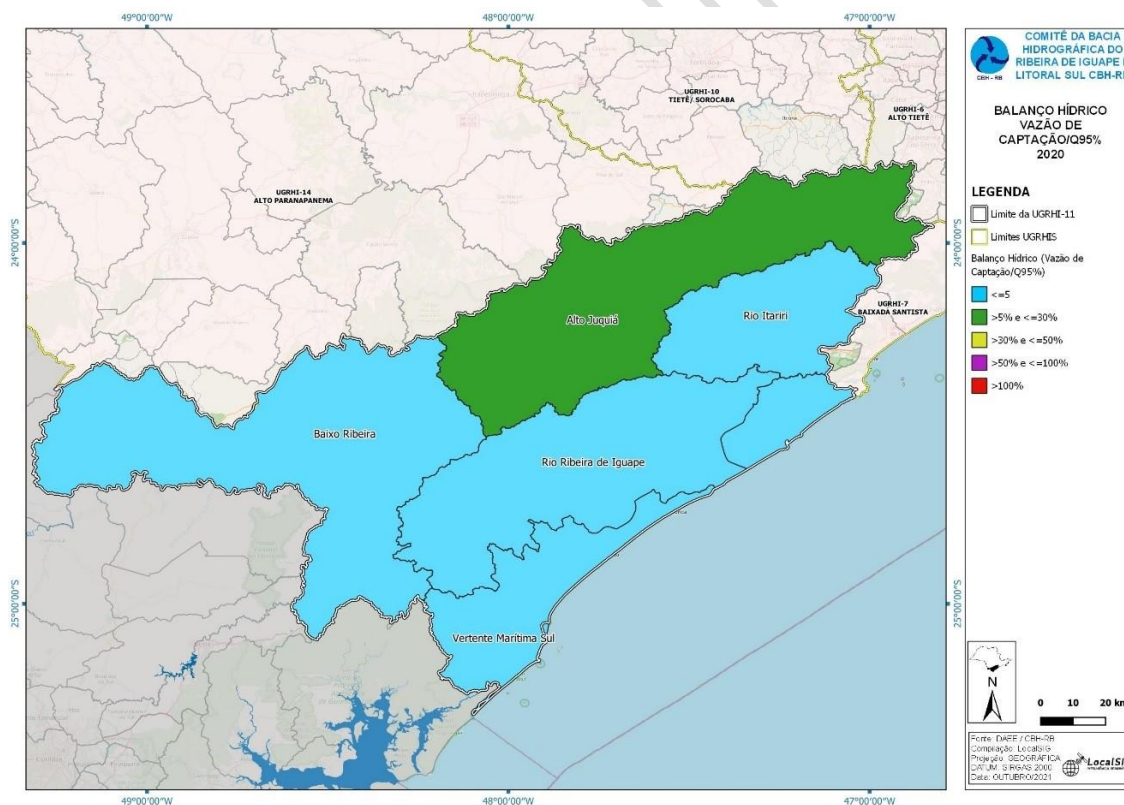 49°00'00"W
48°00'00"W
47°00'00"W
COMITÊ DA BACIA
HIDROGRÁFICA DO
RIBEIRA DE IGUAPE
LITORAL SUL CBH-R
CBH - RB
BALANÇO HÍDRICO
VAZÃO DE
CAPTAÇÃO/Q95%
2020
LEGENDA
Limite da UGRHI-11
Limites UGRHIS
Balanço Hídrico (Vazão de
Captação/Q95%)
<=5
>5% e <=30%
>30% e <=50%
>50% e <=100%
>100%
UGRHI-10
TIETÊ/ SOROCABA
UGRHI-6
ALTO TIETÊ
UGRHI-14
ALTO PARANAPANEMA
UGRHI-7
BAIXADA SANTISTA
24°00'00"S
24°00'00"S
Alto Juquiá
Rio Itariri
Baixo Ribeira
Rio Ribeira de Iguape
Vertente Marítima Sul
25°00'00"S
25°00'00"S
N
0 10 20 km
Fonte: DAEE / CBH-RB
Compilação: LocalSIG
Projeção: GEOGRÁFICA
DATUM: SIRGAS 2000
Data: OUTUBRO/2021
LocalSI
49°00'00"W
48°00'00"W
47°00'00"W